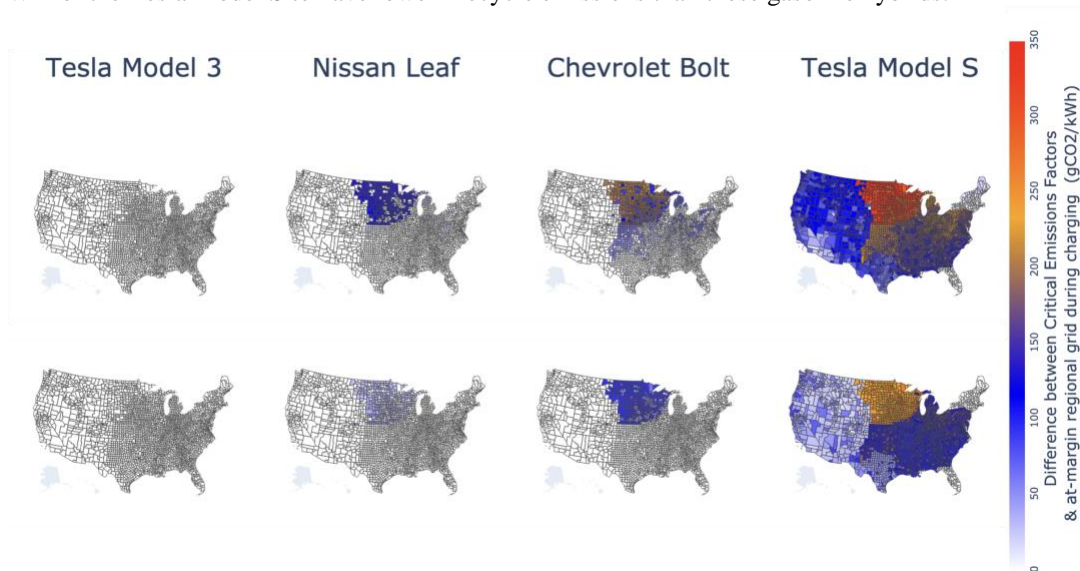 Tesla Model 3 Nissan Leaf Chevrolet Bolt Tesla Model S
350
300
250
200
150
100
50
0
Difference between Critical Emissions Factors
& at-margin regional grid during charging (gCO2/kWh)